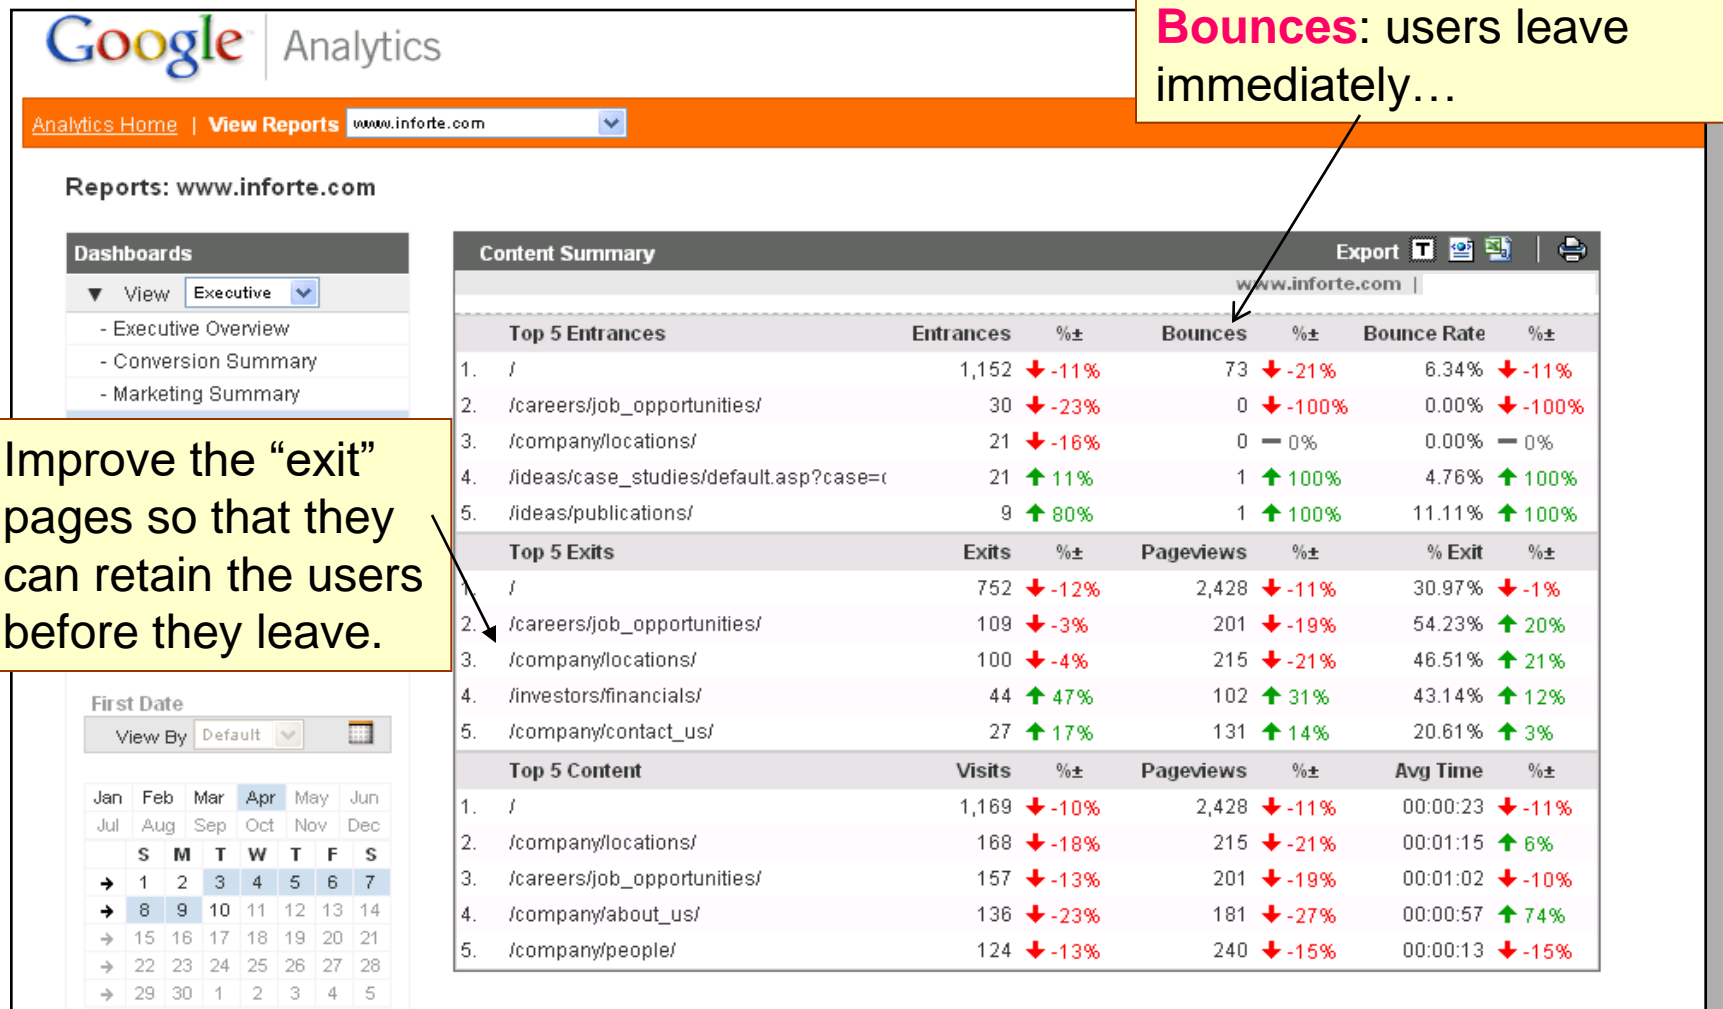 Bounces: users leave
immediately…
Google Analytics
Analytics Home | View Reports www.inforte.com
Reports: www.inforte.com
Dashboards
▼ View Executive
- Executive Overview
- Conversion Summary
- Marketing Summary
Improve the “exit”
pages so that they
can retain the users
before they leave.
First Date
View By Default
Jan Feb Mar Apr May Jun
Jul Aug Sep Oct Nov Dec
S M T W T F S
→ 1 2 3 4 5 6 7
→ 8 9 10 11 12 13 14
→ 15 16 17 18 19 20 21
→ 22 23 24 25 26 27 28
→ 29 30 1 2 3 4 5
Content Summary Export T
www.inforte.com |
Top 5 Entrances Entrances %± Bounces %± Bounce Rate %±
1. / 1,152 -11% 73 -21% 6.34% -11%
2. /careers/job_opportunities/ 30 -23% 0 -100% 0.00% -100%
3. /company/locations/ 21 -16% 0 0% 0.00% 0%
4. /ideas/case_studies/default.asp?case= 21 11% 1 100% 4.76% 100%
5. /ideas/publications/ 9 80% 1 100% 11.11% 100%
Top 5 Exits Exits %± Pageviews %± % Exit %±
1. / 752 -12% 2,428 -11% 30.97% -1%
2. /careers/job_opportunities/ 109 -3% 201 -19% 54.23% 20%
3. /company/locations/ 100 -4% 215 -21% 46.51% 21%
4. /investors/financials/ 44 47% 102 31% 43.14% 12%
5. /company/contact_us/ 27 17% 131 14% 20.61% 3%
Top 5 Content Visits %± Pageviews %± Avg Time %±
1. / 1,169 -10% 2,428 -11% 00:00:23 -11%
2. /company/locations/ 168 -18% 215 -21% 00:01:15 6%
3. /careers/job_opportunities/ 157 -13% 201 -19% 00:01:02 -10%
4. /company/about_us/ 136 -23% 181 -27% 00:00:57 74%
5. /company/people/ 124 -13% 240 -15% 00:00:13 -15%